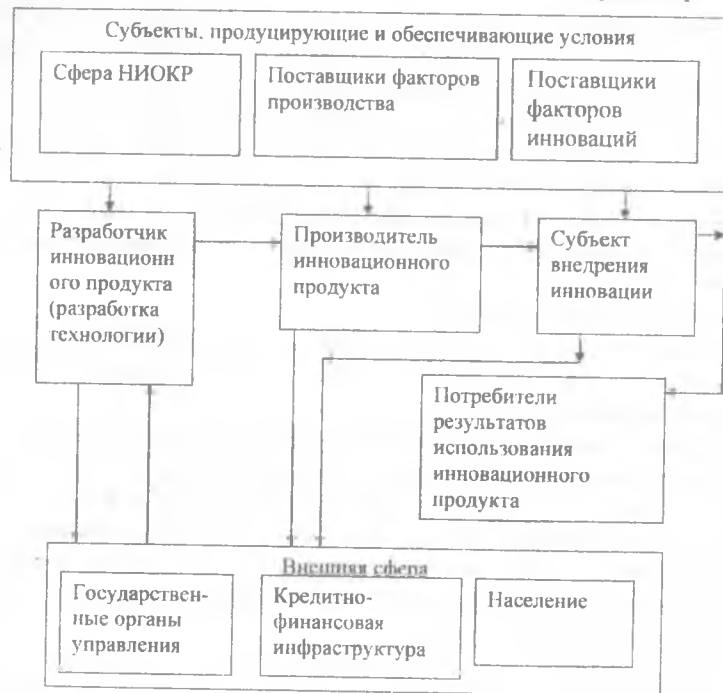 Субъекты, продуцирующие и обеспечивающие условия
Сфера НИОКР
Поставщики факторов
производства
Поставщики
факторов
инноваций
Разработчик
инновационн
ого продукта
(разработка
технологии)
Производитель
инновационного
продукта
Субъект
внедрения
инновации
Потребители
результатов
использования
инновационного
продукта
Внешняя сфера
Государствен-
ные органы
управления
Кредитно-
финансовая
инфраструктура
Население